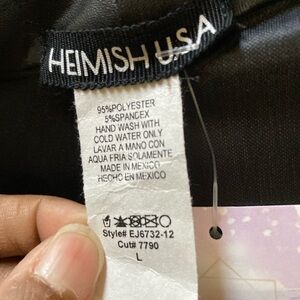 HEIMISH USA
95%POLYESTER
5%SPANDEX
HAND WASH WITH
COLD WATER ONLY
LAVAR A MANO CON
AQUA FRIA SOLAMENTE
MADE IN MEXICO
HECHO EN MEXICO
Style# EJ6732-12
Cut# 7790
L